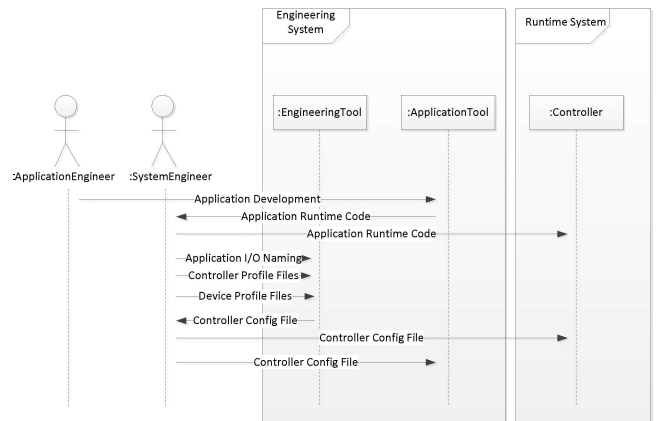 Engineering
System
Runtime System
:EngineeringTool
:ApplicationTool
:Controller
:ApplicationEngineer
:SystemEngineer
Application Development
Application Runtime Code
Application Runtime Code
Application I/O Naming
Controller Profile Files
Device Profile Files
Controller Config File
Controller Config File
Controller Config File